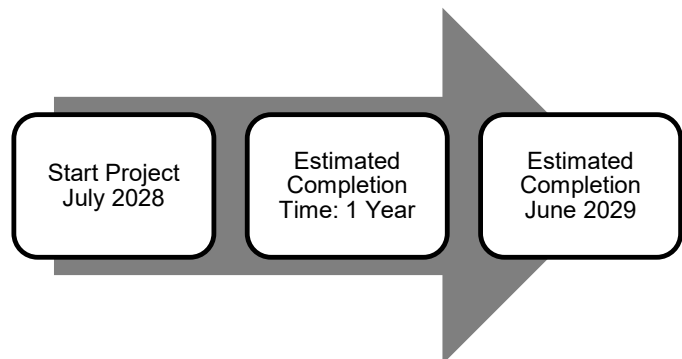 Start Project
July 2028
Estimated
Completion
Time: 1 Year
Estimated
Completion
June 2029